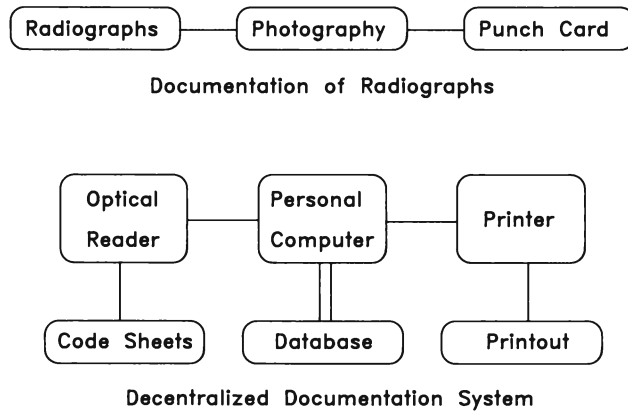 Radiographs Photography Punch Card
Documentation of Radiographs
Optical Reader
Personal Computer
Printer
Code Sheets Database Printout
Decentralized Documentation System